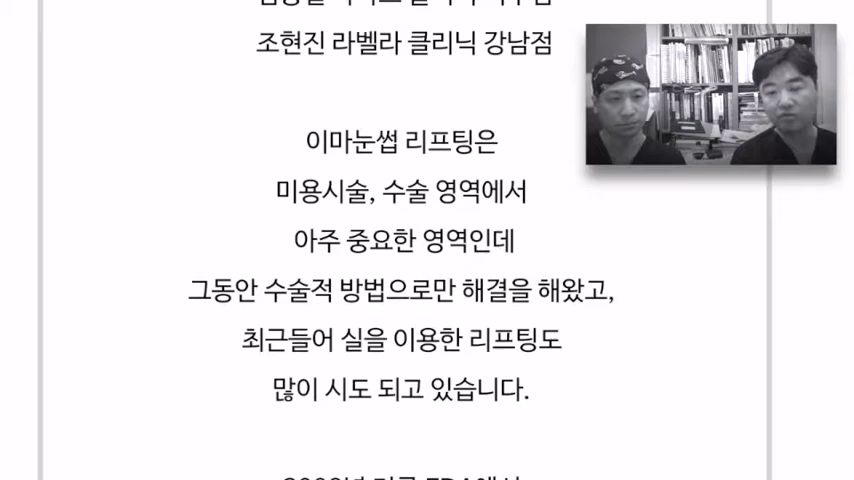 조현진 라벨라 클리닉 강남점
이마눈썹 리프팅은
미용시술, 수술 영역에서
아주 중요한 영역인데
그동안 수술적 방법으로만 해결을 해왔고,
최근들어 실을 이용한 리프팅도
많이 시도 되고 있습니다.